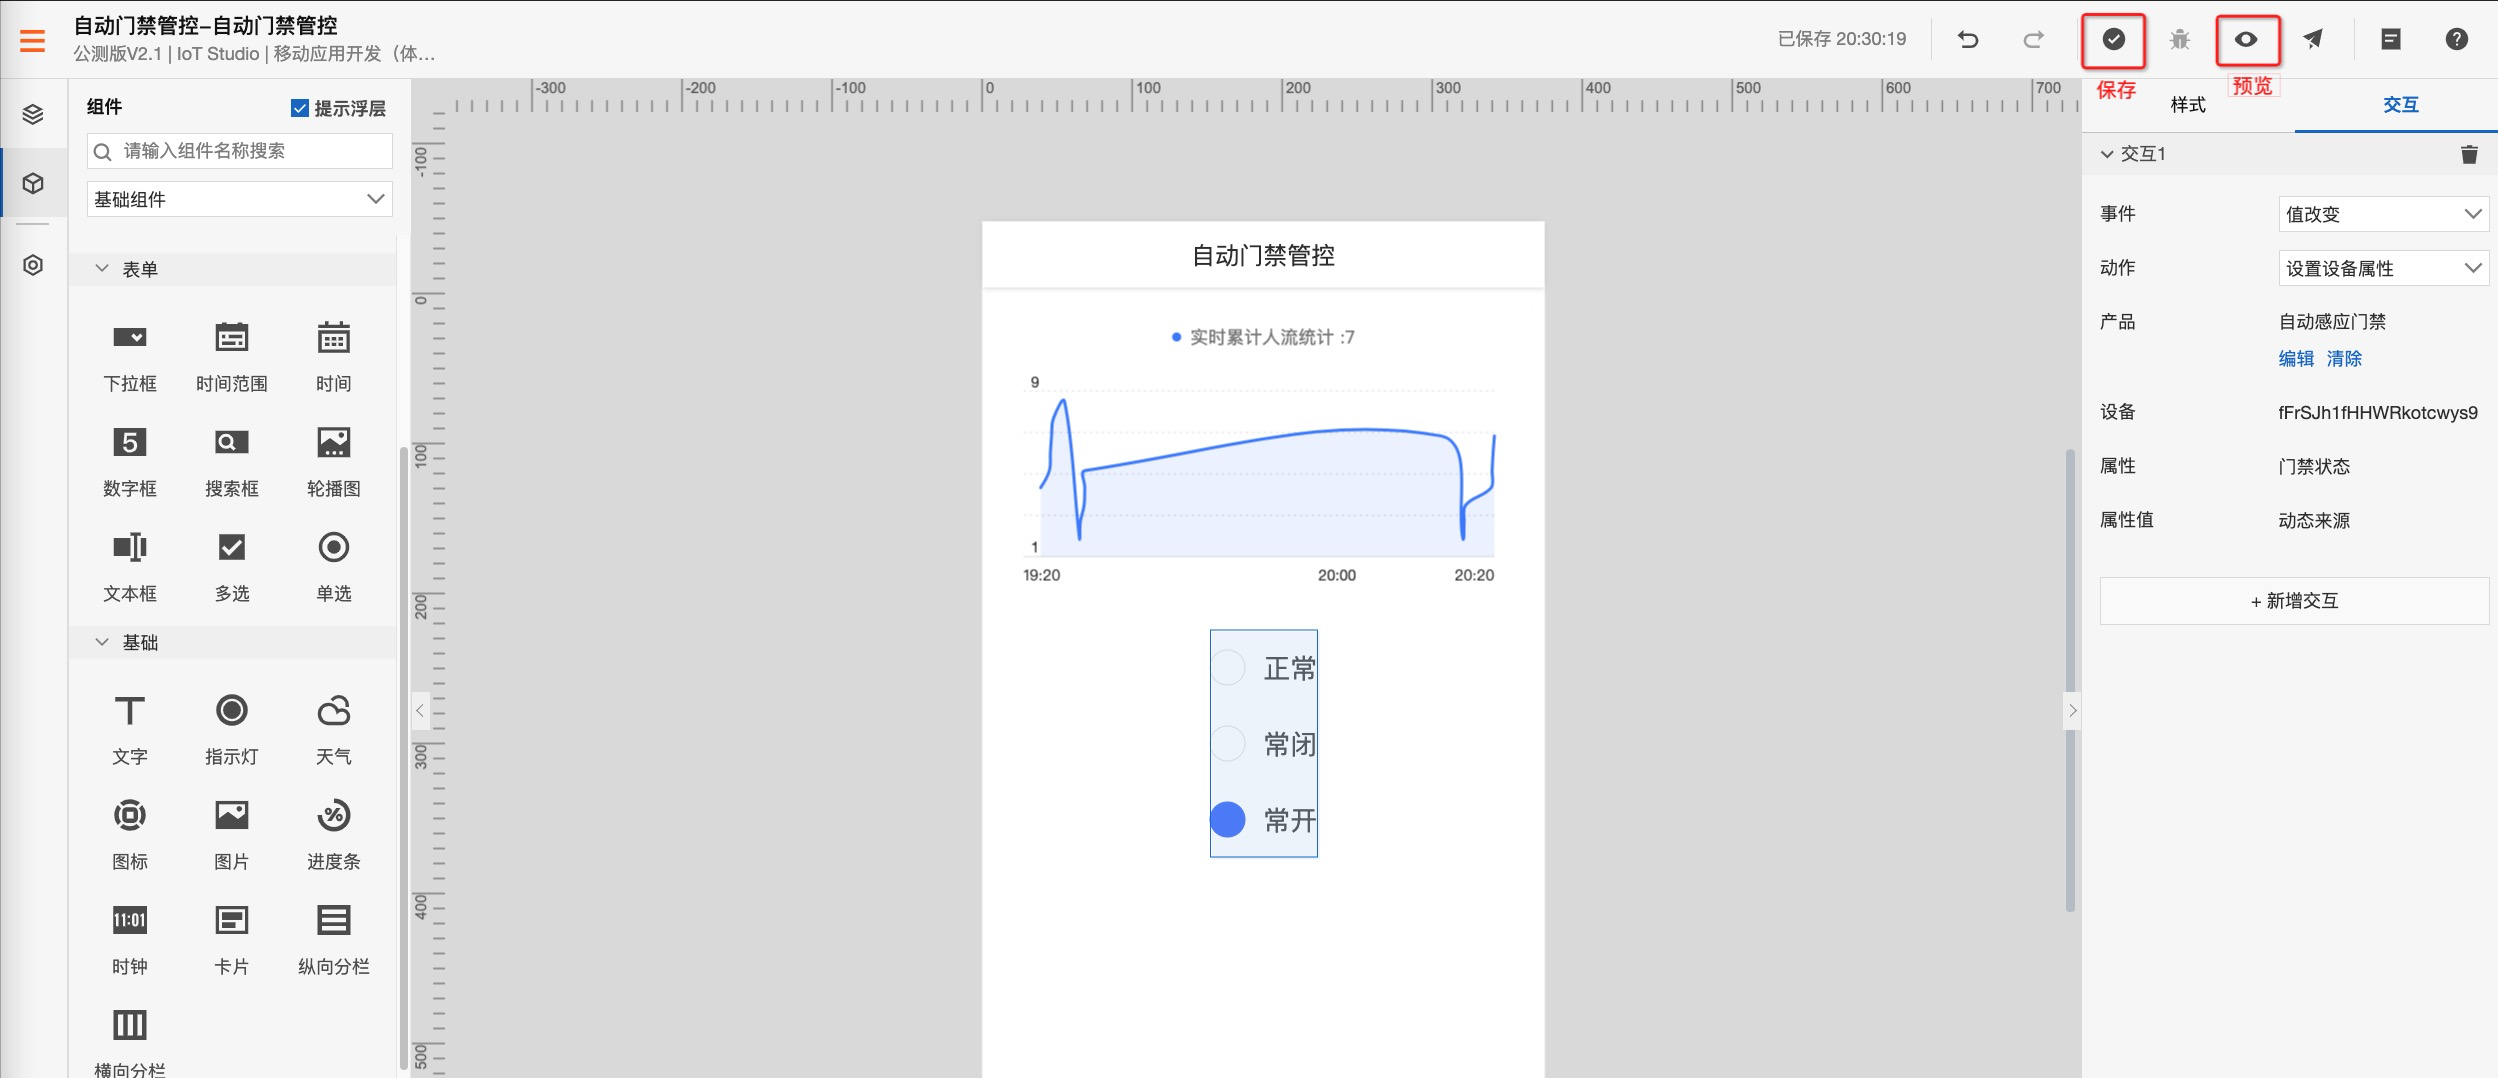 自动门禁管控-自动门禁管控
公测版V2.1 | IoT Studio | 移动应用开发（体...
已保存 20:30:19
保存
预览
组件
提示浮层
请输入组件名称搜索
基础组件
表单
下拉框 时间范围 时间
5
数字框 搜索框 轮播图
文本框 多选 单选
基础
文字 指示灯 天气
%
图标 图片 进度条
11:01
时钟 卡片 纵向分栏
横向分栏
-300 -200 -100 0 100 200 300 400 500 600 700
-100
0
100
200
300
400
500
自动门禁管控
实时累计人流统计 :7
9
1
19:20 20:00 20:20
正常
常闭
常开
样式 交互
交互1
事件 值改变
动作 设置设备属性
产品 自动感应门禁
编辑 清除
设备 fFrSJh1fHHWRkotcwys9
属性 门禁状态
属性值 动态来源
+ 新增交互